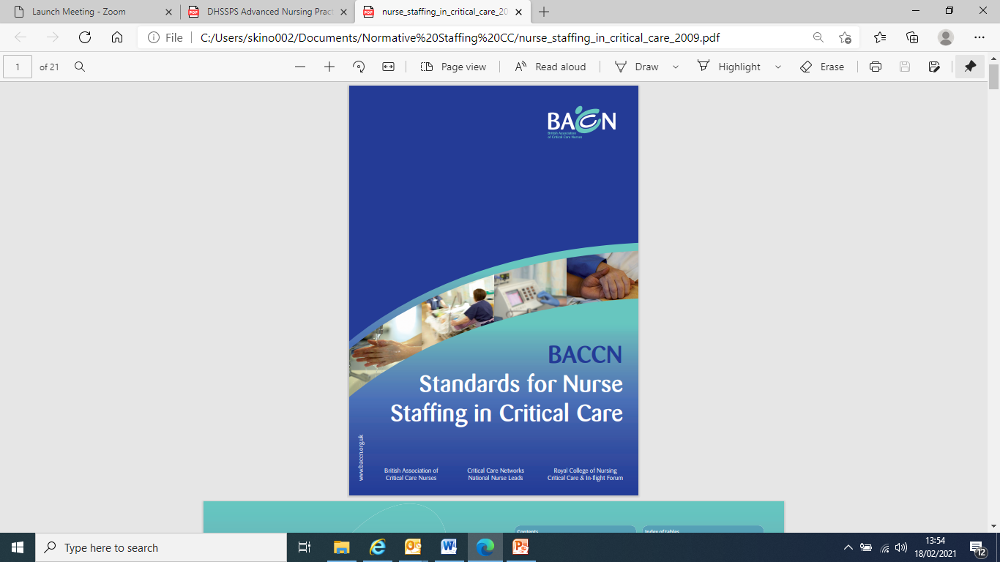 Launch Meeting - Zoom
DHSSPS Advanced Nursing Pract
nurse_staffing_in_critical_care_20
File
C:/Users/skino002/Documents/Normative%20Staffing%20CC/nurse_staffing_in_critical_care_2009.pdf
1 of 21
Page view
Read aloud
Draw
Highlight
Erase
BACCN
British Association
of Critical Care Nurses
BACCN
Standards for Nurse
Staffing in Critical Care
www.baccn.org.uk
British Association of
Critical Care Nurses
Critical Care Networks
National Nurse Leads
Royal College of Nursing
Critical Care & In-flight Forum
Contents
Index of tables
Type here to search
13:54
18/02/2021
12